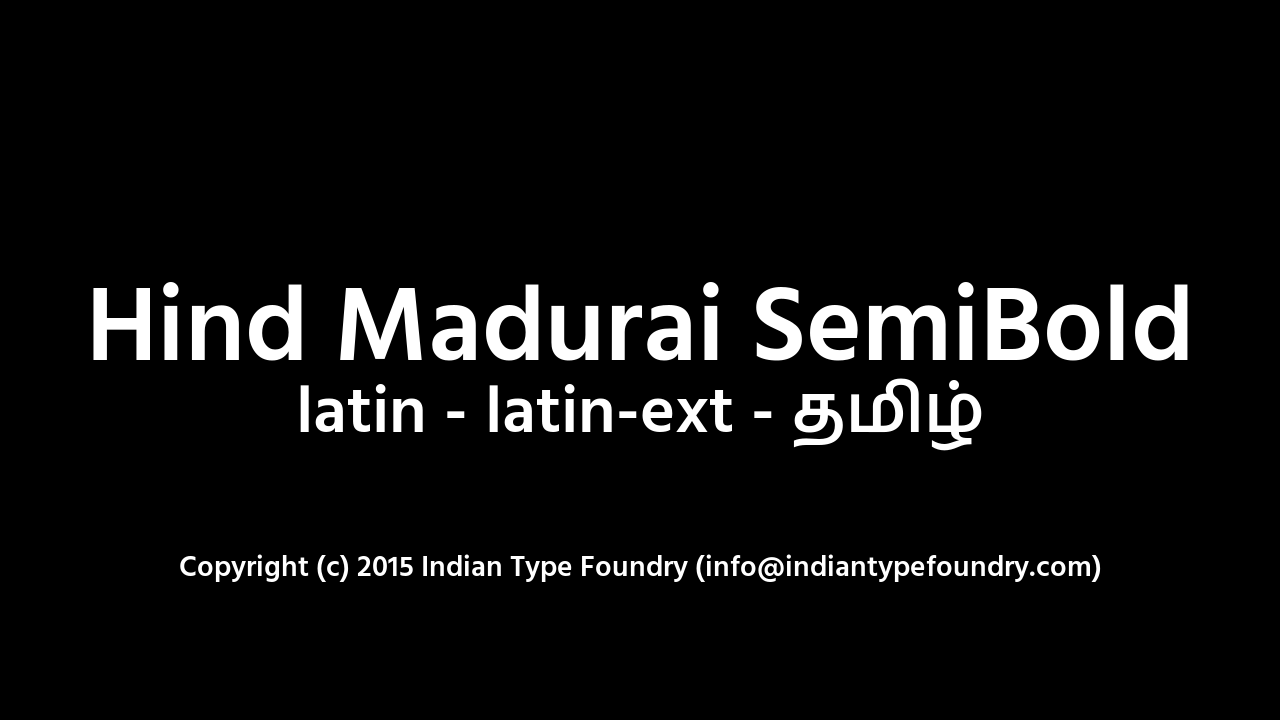 Hind Madurai SemiBold
latin - latin-ext - தமிழ்
Copyright (c) 2015 Indian Type Foundry (info@indiantypefoundry.com)